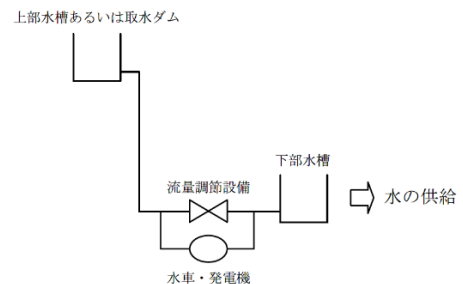 上部水槽あるいは取水ダム
下部水槽
流量調節設備
水の供給
水車・発電機